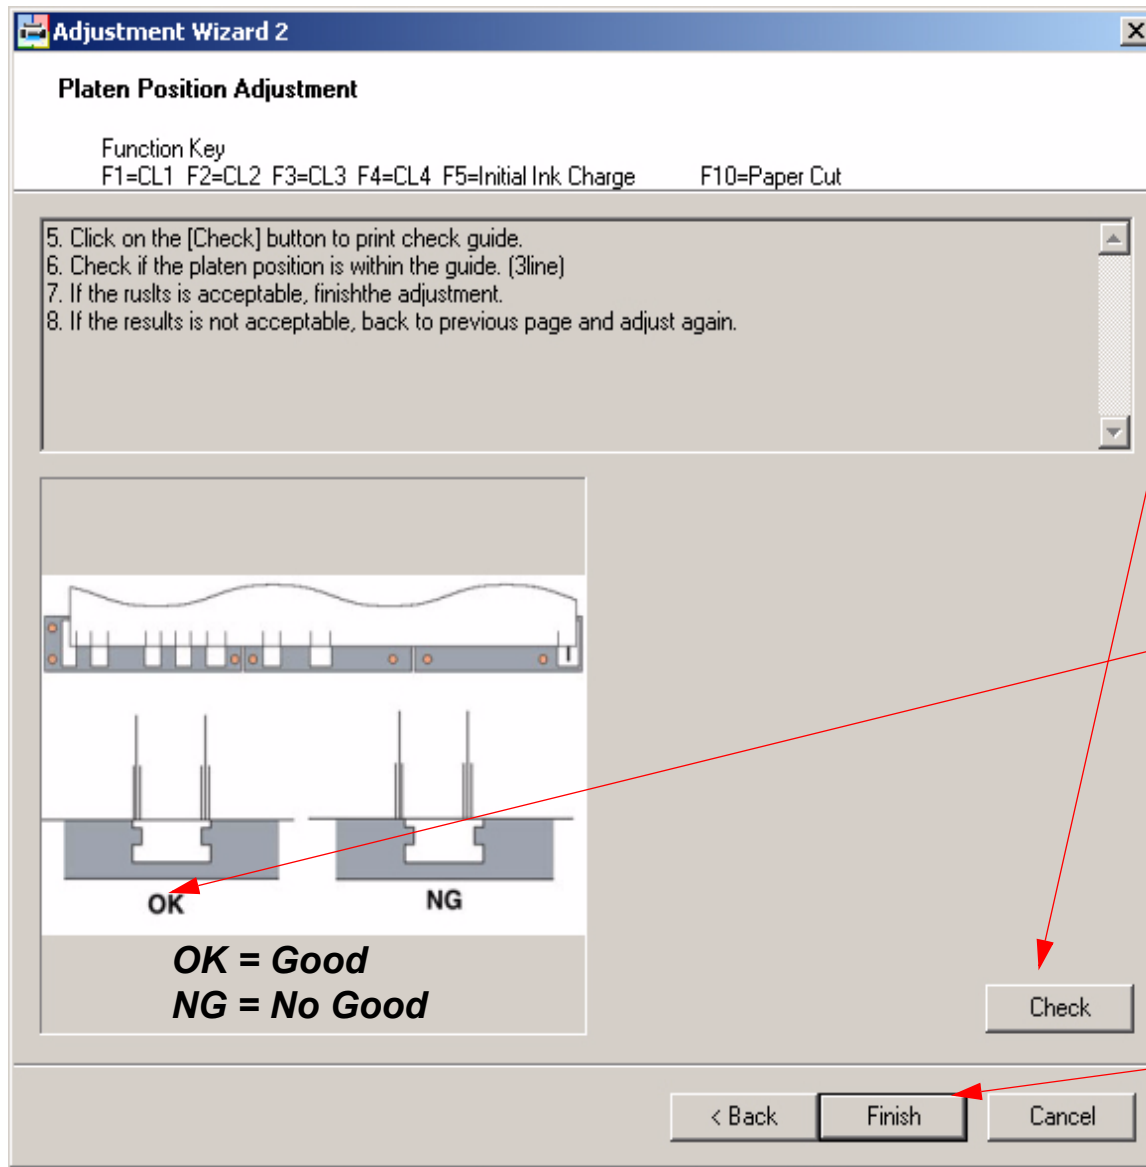 Adjustment Wizard 2
Platen Position Adjustment
Function Key
F1=CL1 F2=CL2 F3=CL3 F4=CL4 F5=Initial Ink Charge F10=Paper Cut
5. Click on the [Check] button to print check guide.
6. Check if the platen position is within the guide. (3line)
7. If the ruslts is acceptable, finishthe adjustment.
8. If the results is not acceptable, back to previous page and adjust again.
OK NG
OK = Good
NG = No Good
Check
< Back Finish Cancel